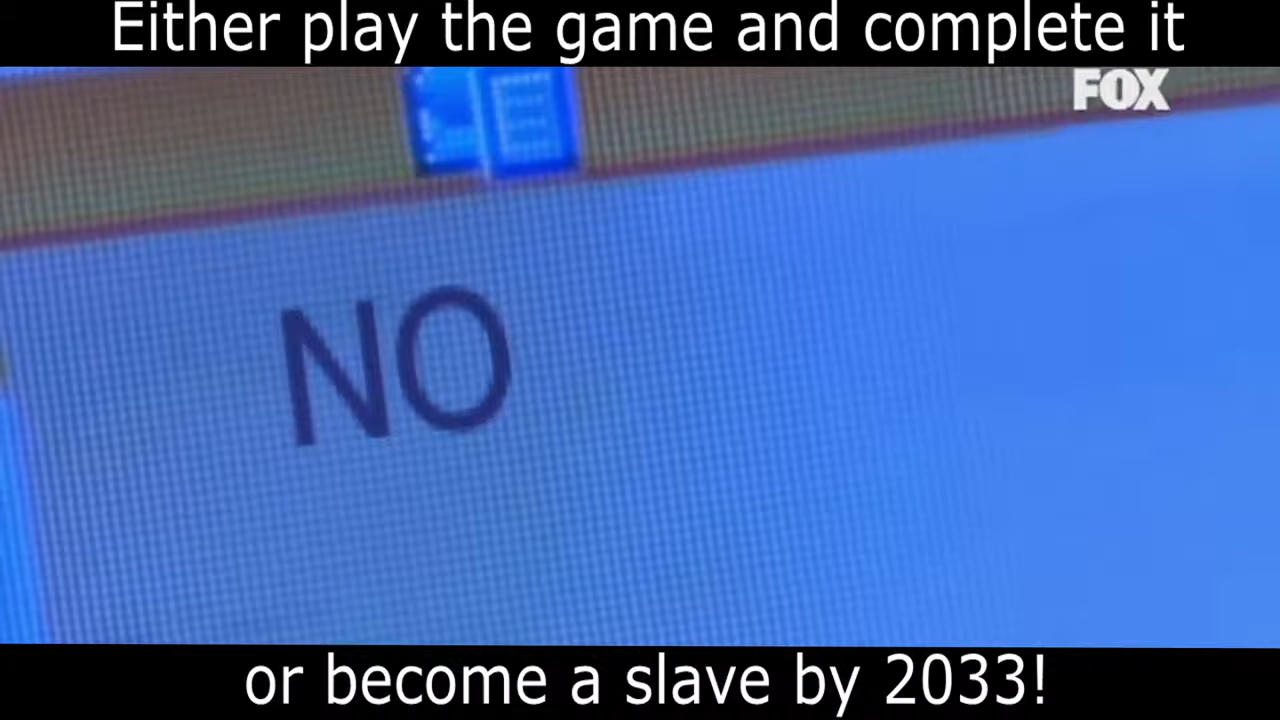 Either play the game and complete it
FOX
NO
or become a slave by 2033!